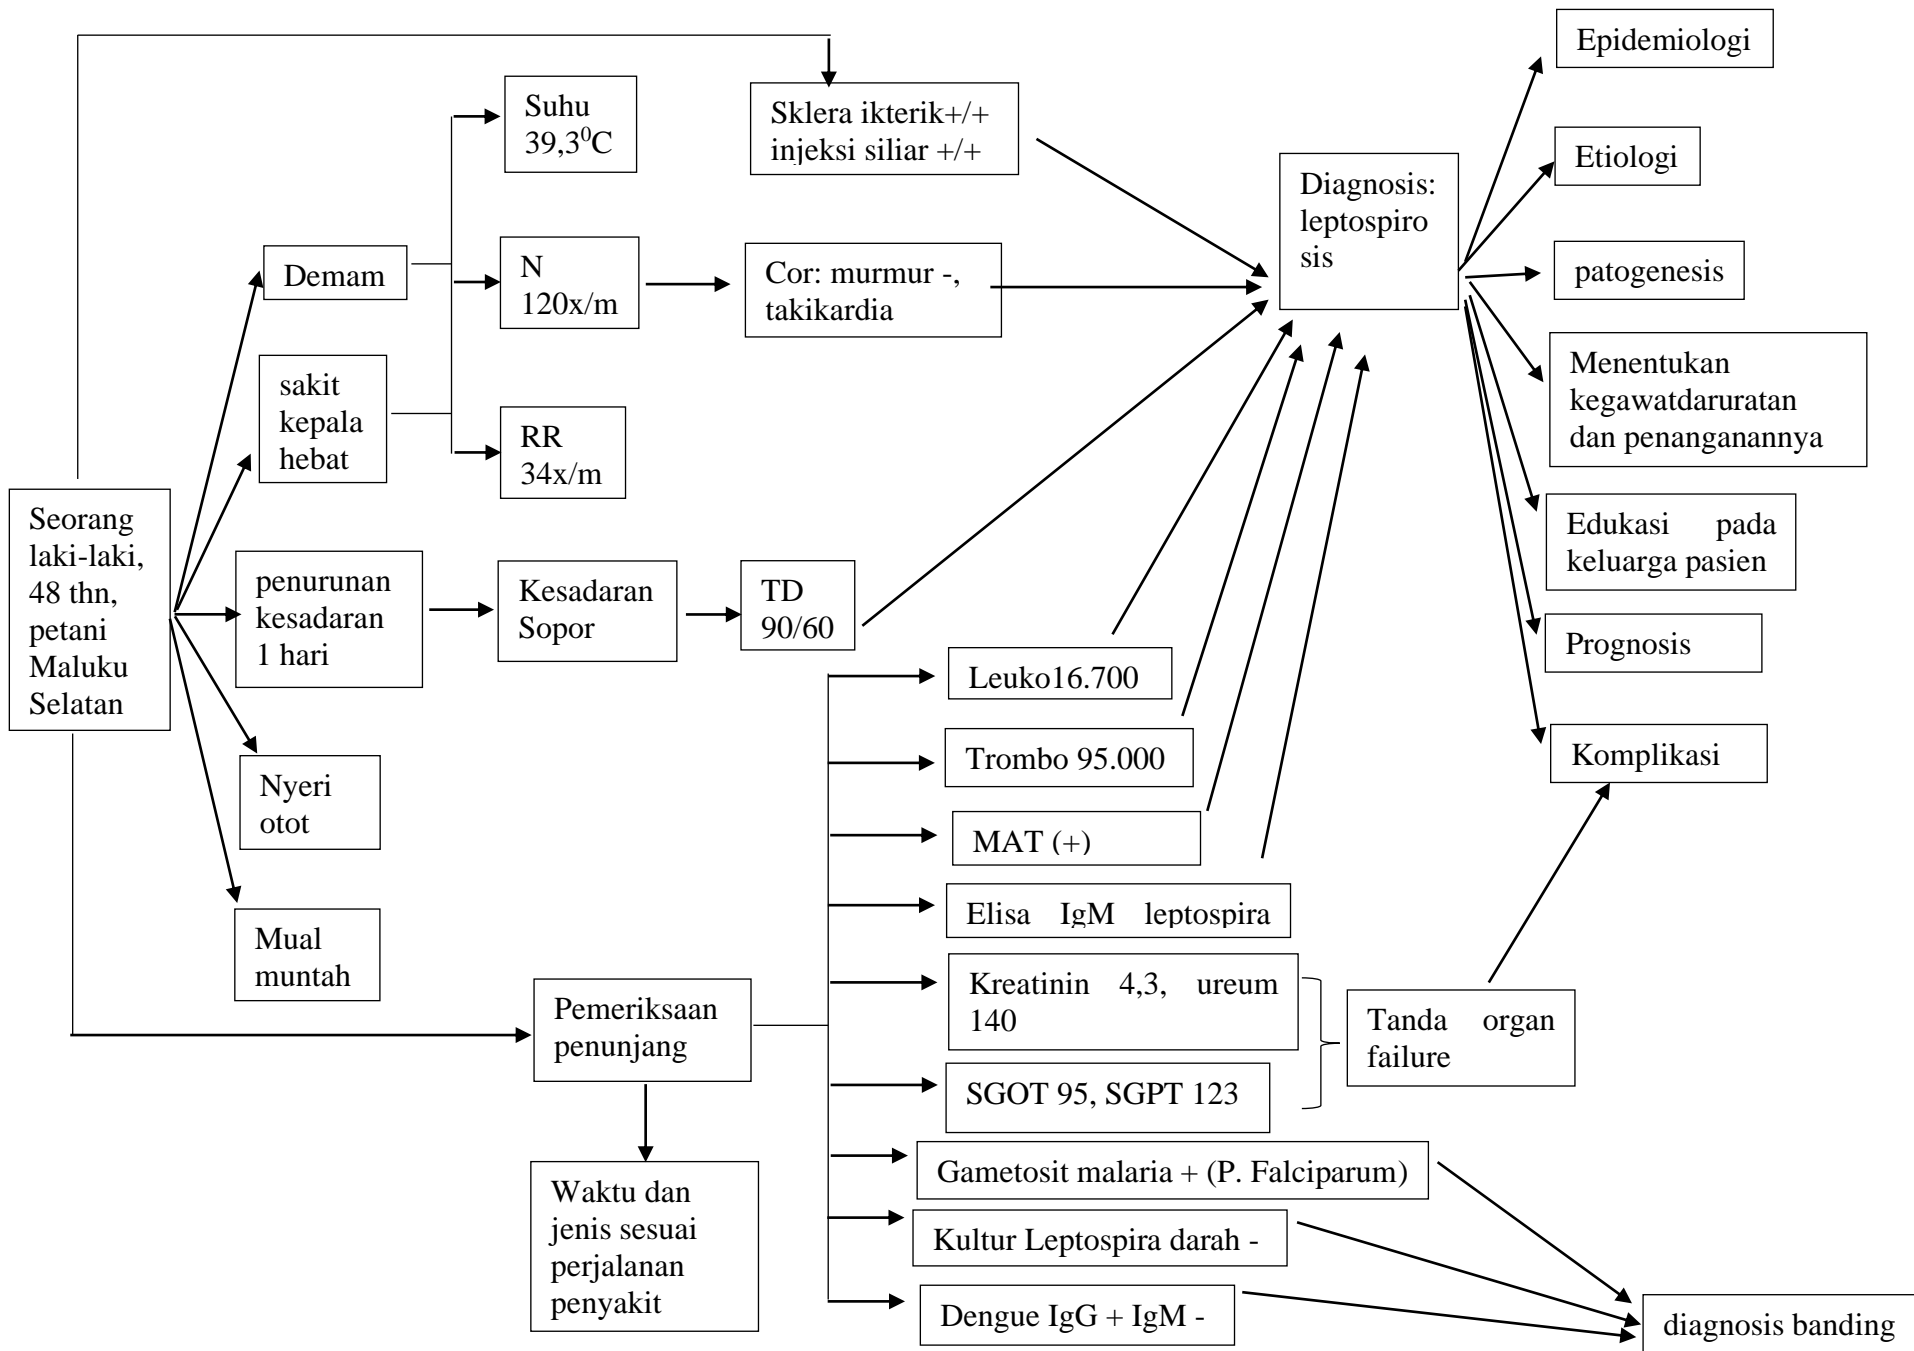 Seorang
laki-laki,
48 thn,
petani
Maluku
Selatan
Demam
sakit
kepala
hebat
penurunan
kesadaran
1 hari
Nyeri
otot
Mual
muntah
Suhu
39,3⁰C
N
120x/m
RR
34x/m
Kesadaran
Sopor
TD
90/60
Sklera ikterik+/+
injeksi siliar +/+
Cor: murmur -,
takikardia
Pemeriksaan
penunjang
Waktu dan
jenis sesuai
perjalanan
penyakit
Leuko16.700
Trombo 95.000
MAT (+)
Elisa IgM leptospira
Kreatinin 4,3, ureum
140
SGOT 95, SGPT 123
Gametosit malaria + (P. Falciparum)
Kultur Leptospira darah -
Dengue IgG + IgM -
Tanda organ
failure
Diagnosis:
leptospiro
sis
Epidemiologi
Etiologi
patogenesis
Menentukan
kegawatdaruratan
dan penanganannya
Edukasi pada
keluarga pasien
Prognosis
Komplikasi
diagnosis banding